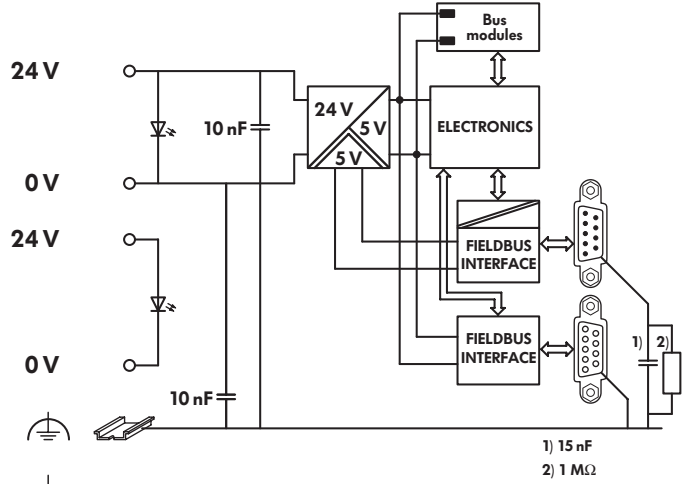 Bus
modules
24 V
10 nF
24 V
5 V
5 V
ELECTRONICS
0 V
24 V
FIELDBUS
INTERFACE
FIELDBUS
INTERFACE
1)
2)
0 V
10 nF
1) 15 nF
2) 1 MΩ